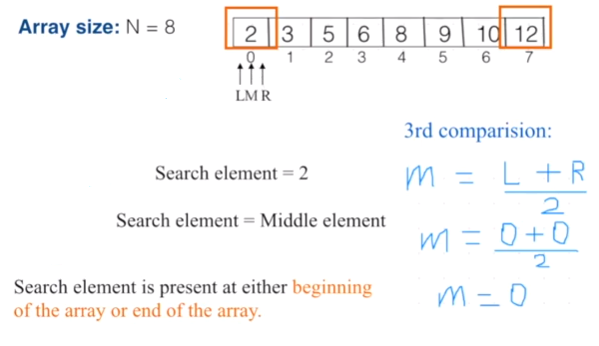 Array size: N = 8
2 3 5 6 8 9 10 12
0 1 2 3 4 5 6 7
L M R
3rd comparision:
Search element = 2
m = L + R / 2
Search element = Middle element
m = 0 + 0 / 2
Search element is present at either beginning
of the array or end of the array.
m = 0